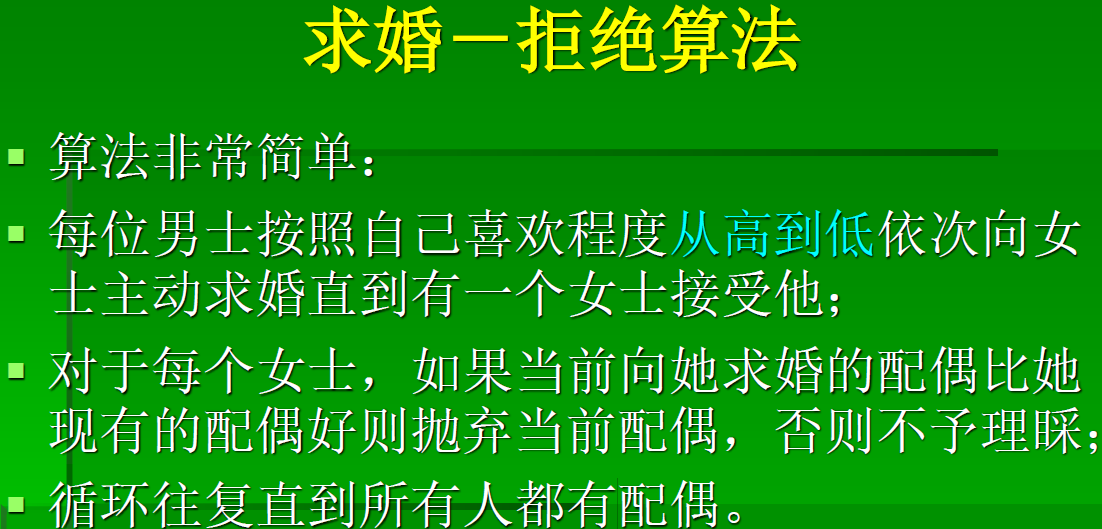 求婚－拒绝算法
算法非常简单：
每位男士按照自己喜欢程度从高到低依次向女
士主动求婚直到有一个女士接受他；
对于每个女士，如果当前向她求婚的配偶比她
现有的配偶好则抛弃当前配偶，否则不予理睬；
循环往复直到所有人都有配偶。